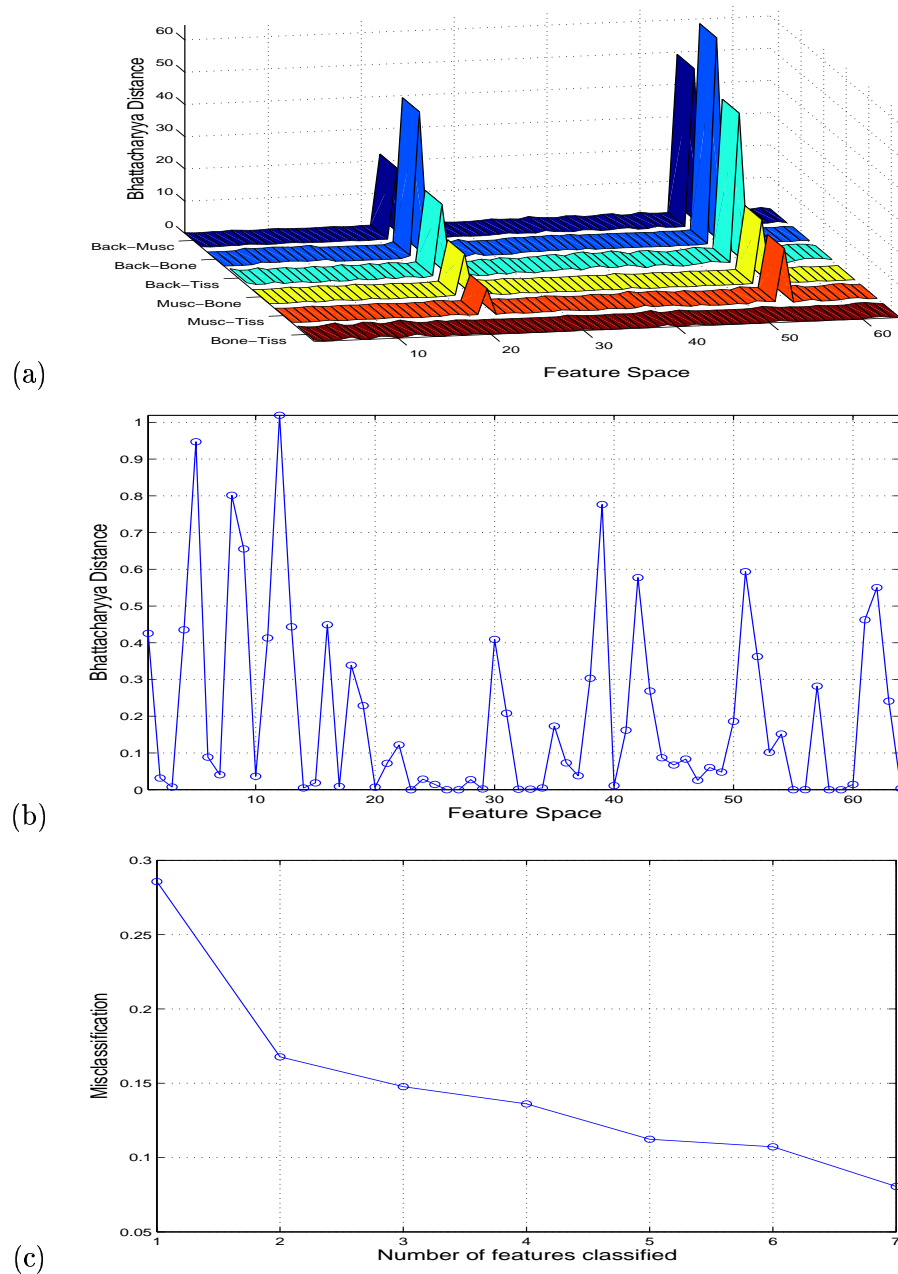 60
50
40
30
20
10
0
Bhattacharyya Distance
Back−Musc
Back−Bone
Back−Tiss
Musc−Bone
Musc−Tiss
Bone−Tiss
10
20
30
40
50
60
Feature Space
(a)
1
0.9
0.8
0.7
0.6
0.5
0.4
0.3
0.2
0.1
0
Bhattacharyya Distance
10
20
30
40
50
60
Feature Space
(b)
0.3
0.25
0.2
0.15
0.1
0.05
Misclassification
1
2
3
4
5
6
7
Number of features classified
(c)